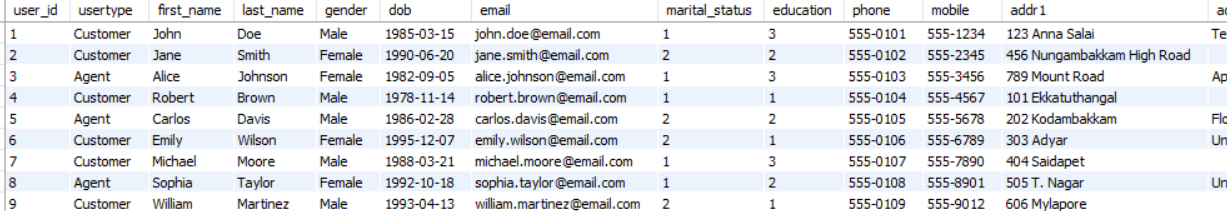 user_id usertype first_name last_name gender dob email marital_status education phone mobile addr1
1 Customer John Doe Male 1985-03-15 john.doe@email.com 1 3 555-0101 555-1234 123 Anna Salai
2 Customer Jane Smith Female 1990-06-20 jane.smith@email.com 2 2 555-0102 555-2345 456 Nungambakkam High Road
3 Agent Alice Johnson Female 1982-09-05 alice.johnson@email.com 1 3 555-0103 555-3456 789 Mount Road
4 Customer Robert Brown Male 1978-11-14 robert.brown@email.com 1 1 555-0104 555-4567 101 Ekkatuthangal
5 Agent Carlos Davis Male 1986-02-28 carlos.davis@email.com 2 2 555-0105 555-5678 202 Kodambakkam
6 Customer Emily Wilson Female 1995-12-07 emily.wilson@email.com 2 1 555-0106 555-6789 303 Adyar
7 Customer Michael Moore Male 1988-03-21 michael.moore@email.com 1 3 555-0107 555-7890 404 Saidapet
8 Agent Sophia Taylor Female 1992-10-18 sophia.taylor@email.com 1 2 555-0108 555-8901 505 T. Nagar
9 Customer William Martinez Male 1993-04-13 william.martinez@email.com 2 1 555-0109 555-9012 606 Mylapore